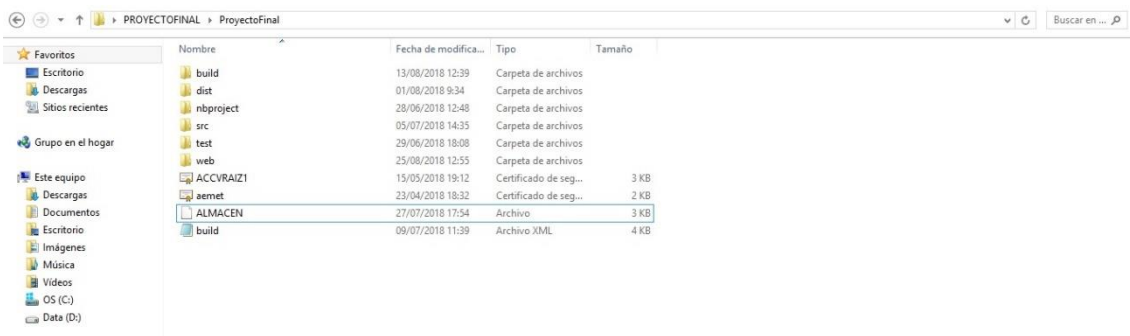 PROYECTOFINAL ProyectoFinal Buscar en ...
Nombre Fecha de modifica... Tipo Tamaño
Favoritos
Escritorio
Descargas
Sitios recientes
Grupo en el hogar
Este equipo
Descargas
Documentos
Escritorio
Imágenes
Música
Vídeos
OS (C:)
Data (D:)
build 13/08/2018 12:39 Carpeta de archivos
dist 01/08/2018 9:34 Carpeta de archivos
nbproject 28/06/2018 12:48 Carpeta de archivos
src 05/07/2018 14:35 Carpeta de archivos
test 29/06/2018 18:08 Carpeta de archivos
web 25/08/2018 12:55 Carpeta de archivos
ACCVRAIZ1 15/05/2018 19:12 Certificado de seg... 3 KB
aemet 23/04/2018 18:32 Certificado de seg... 2 KB
ALMACEN 27/07/2018 17:54 Archivo 3 KB
build 09/07/2018 11:39 Archivo XML 4 KB